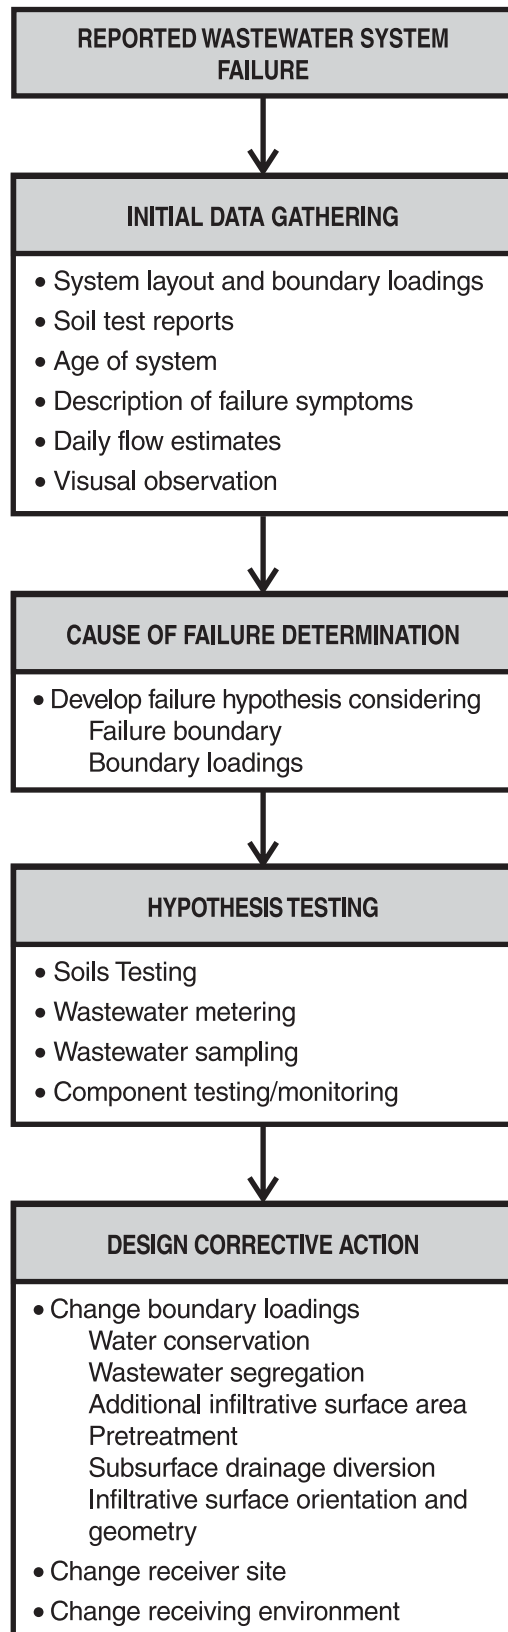 REPORTED WASTEWATER SYSTEM
FAILURE
INITIAL DATA GATHERING
• System layout and boundary loadings
• Soil test reports
• Age of system
• Description of failure symptoms
• Daily flow estimates
• Visusal observation
CAUSE OF FAILURE DETERMINATION
• Develop failure hypothesis considering
Failure boundary
Boundary loadings
HYPOTHESIS TESTING
• Soils Testing
• Wastewater metering
• Wastewater sampling
• Component testing/monitoring
DESIGN CORRECTIVE ACTION
• Change boundary loadings
Water conservation
Wastewater segregation
Additional infiltrative surface area
Pretreatment
Subsurface drainage diversion
Infiltrative surface orientation and
geometry
• Change receiver site
• Change receiving environment